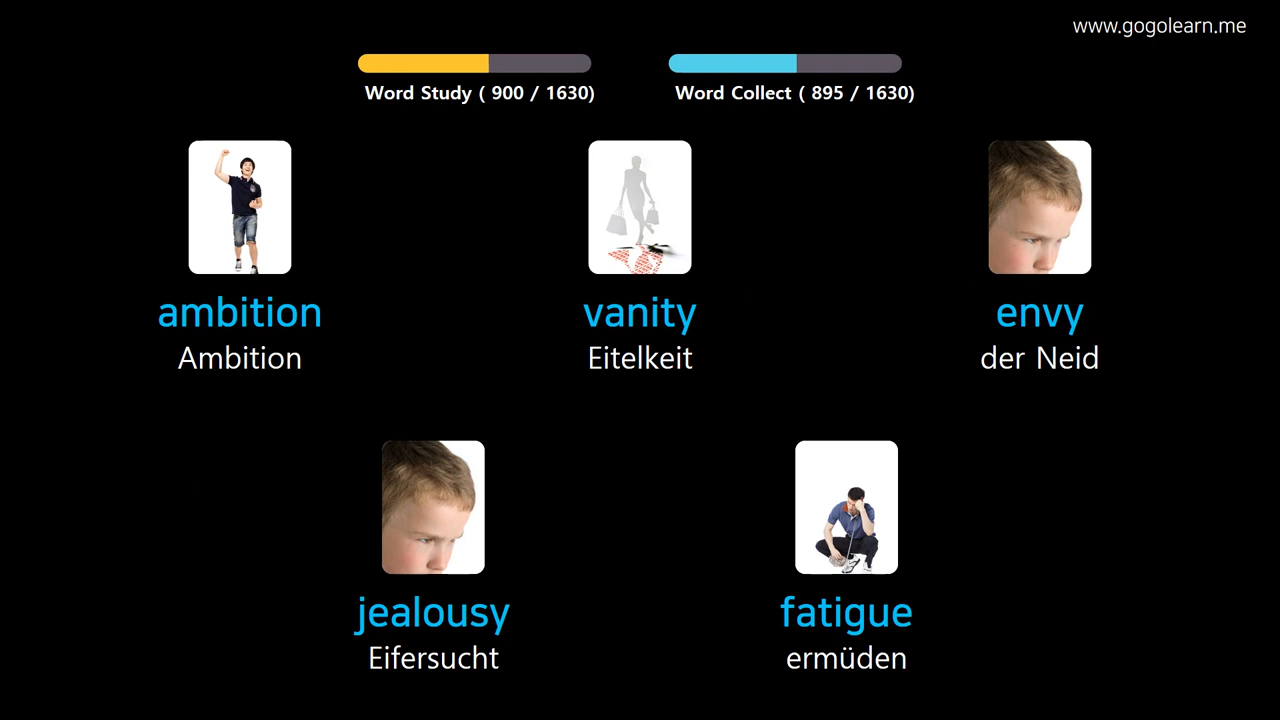 www.gogolearn.me
Word Study ( 900 / 1630)
Word Collect ( 895 / 1630)
ambition
Ambition
vanity
Eitelkeit
envy
der Neid
jealousy
Eifersucht
fatigue
ermüden